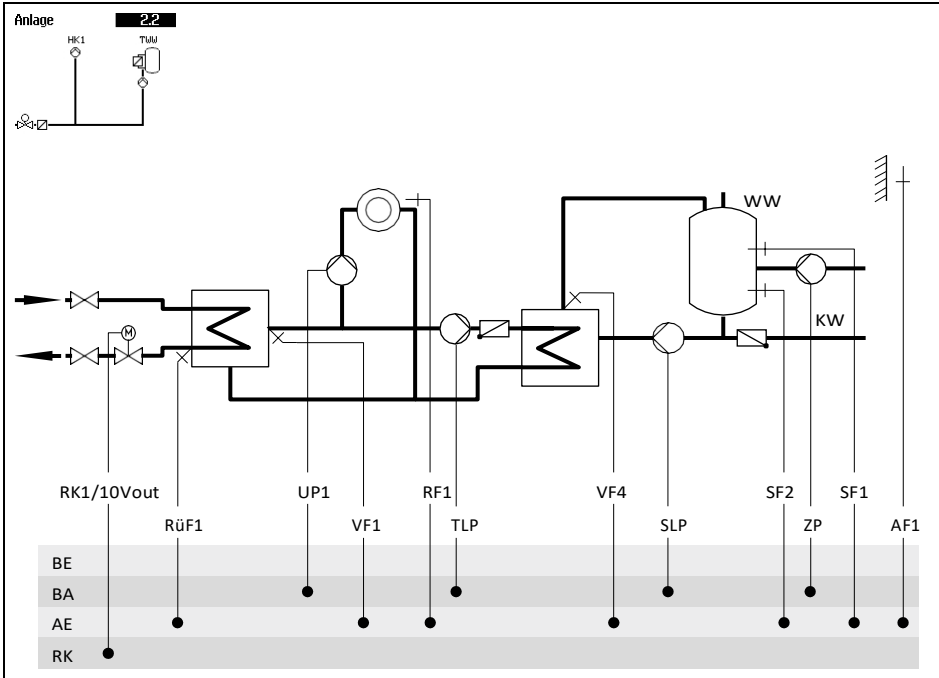 Anlage 2.2
HK1 TWW
WW
KW
RK1/10Vout UP1 RF1 VF4 SF2 SF1
RüF1 VF1 TLP SLP ZP AF1
M
BE
BA
AE
RK